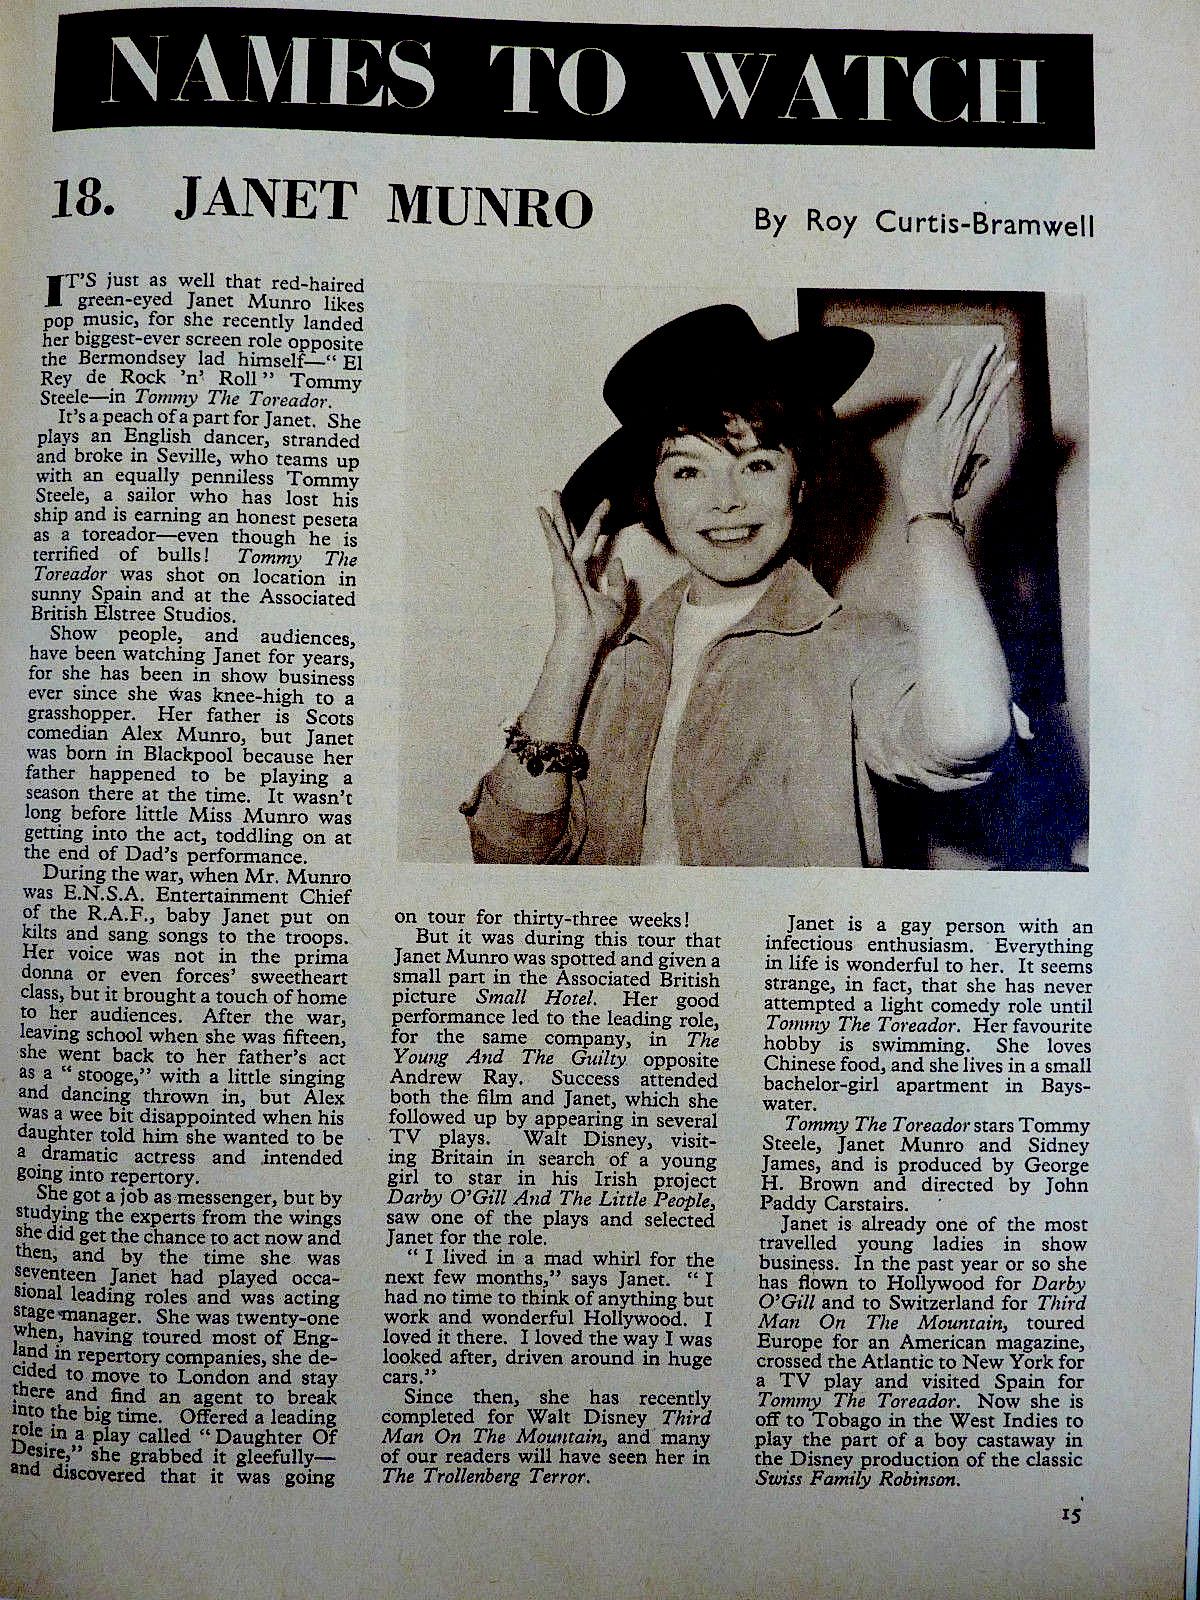 NAMES TO WATCH
18. JANET MUNRO
By Roy Curtis-Bramwell
IT'S just as well that red-haired
green-eyed Janet Munro likes
pop music, for she recently landed
her biggest-ever screen role opposite
the Bermondsey lad himself—“ El
Rey de Rock 'n' Roll ” Tommy
Steele—in Tommy The Toreador.
It's a peach of a part for Janet. She
plays an English dancer, stranded
and broke in Seville, who teams up
with an equally penniless Tommy
Steele, a sailor who has lost his
ship and is earning an honest peseta
as a toreador—even though he is
terrified of bulls! Tommy The
Toreador was shot on location in
sunny Spain and at the Associated
British Elstree Studios.
Show people, and audiences,
have been watching Janet for years,
for she has been in show business
ever since she was knee-high to a
grasshopper. Her father is Scots
comedian Alex Munro, but Janet
was born in Blackpool because her
father happened to be playing a
season there at the time. It wasn't
long before little Miss Munro was
getting into the act, toddling on at
the end of Dad's performance.
During the war, when Mr. Munro
was E.N.S.A. Entertainment Chief
of the R.A.F., baby Janet put on
kilts and sang songs to the troops.
Her voice was not in the prima
donna or even forces' sweetheart
class, but it brought a touch of home
to her audiences. After the war,
leaving school when she was fifteen,
she went back to her father's act
as a “ stooge,” with a little singing
and dancing thrown in, but Alex
was a wee bit disappointed when his
daughter told him she wanted to be
a dramatic actress and intended
going into repertory.
She got a job as messenger, but by
studying the experts from the wings
she did get the chance to act now and
then, and by the time she was
seventeen Janet had played occa-
sional leading roles and was acting
stage manager. She was twenty-one
when, having toured most of Eng-
land in repertory companies, she de-
cided to move to London and stay
there and find an agent to break
into the big time. Offered a leading
role in a play called “ Daughter Of
Desire,” she grabbed it gleefully—
and discovered that it was going
on tour for thirty-three weeks!
But it was during this tour that
Janet Munro was spotted and given a
small part in the Associated British
picture Small Hotel. Her good
performance led to the leading role,
for the same company, in The
Young And The Guilty opposite
Andrew Ray. Success attended
both the film and Janet, which she
followed up by appearing in several
TV plays. Walt Disney, visit-
ing Britain in search of a young
girl to star in his Irish project
Darby O'Gill And The Little People,
saw one of the plays and selected
Janet for the role.
“ I lived in a mad whirl for the
next few months,” says Janet. “ I
had no time to think of anything but
work and wonderful Hollywood. I
loved it there. I loved the way I was
looked after, driven around in huge
cars.”
Since then, she has recently
completed for Walt Disney Third
Man On The Mountain, and many
of our readers will have seen her in
The Trollenberg Terror.
Janet is a gay person with an
infectious enthusiasm. Everything
in life is wonderful to her. It seems
strange, in fact, that she has never
attempted a light comedy role until
Tommy The Toreador. Her favourite
hobby is swimming. She loves
Chinese food, and she lives in a small
bachelor-girl apartment in Bays-
water.
Tommy The Toreador stars Tommy
Steele, Janet Munro and Sidney
James, and is produced by George
H. Brown and directed by John
Paddy Carstairs.
Janet is already one of the most
travelled young ladies in show
business. In the past year or so she
has flown to Hollywood for Darby
O'Gill and to Switzerland for Third
Man On The Mountain, toured
Europe for an American magazine,
crossed the Atlantic to New York for
a TV play and visited Spain for
Tommy The Toreador. Now she is
off to Tobago in the West Indies to
play the part of a boy castaway in
the Disney production of the classic
Swiss Family Robinson.
15